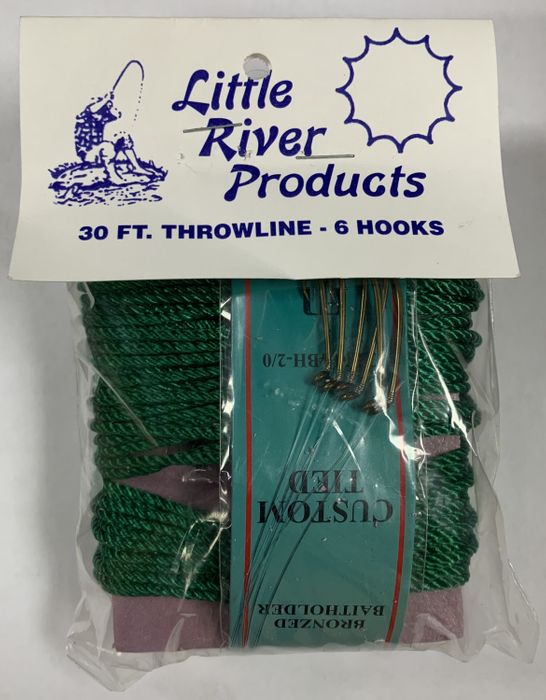 Little
River
Products
30 FT. THROWLINE - 6 HOOKS
BH-2/0
CUSTOM
TIED
BRONZED
BAITHOLDER